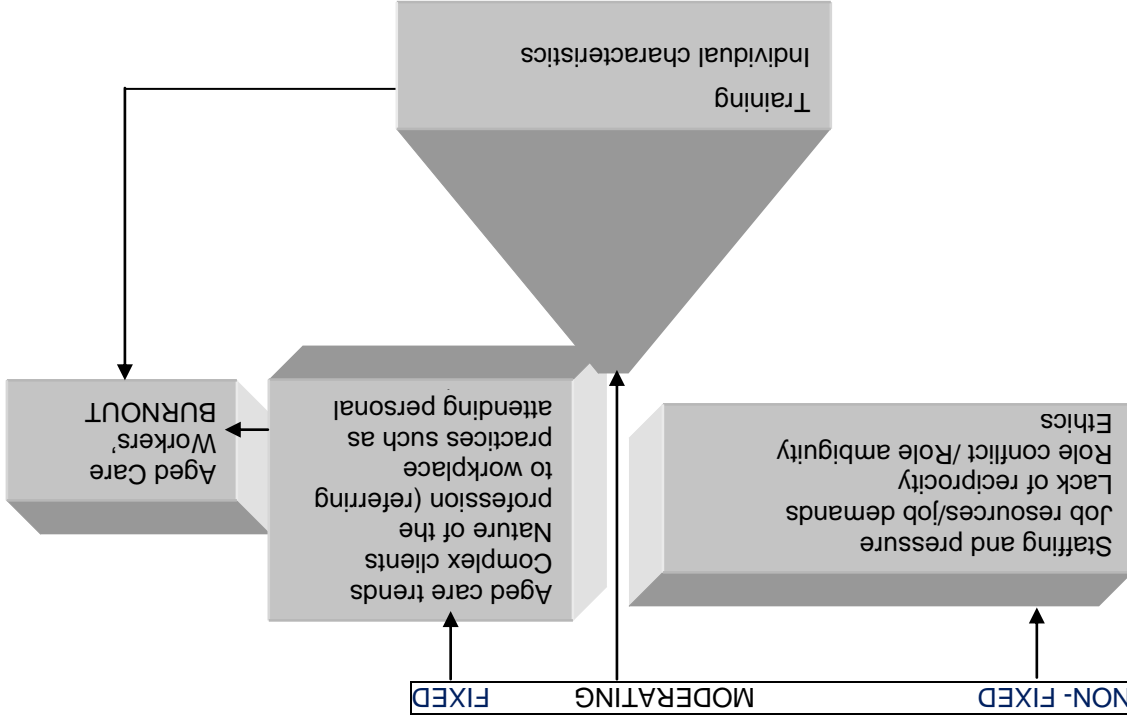 NON- FIXED MODERATING FIXED
Staffing and pressure
Job resources/job demands
Lack of reciprocity
Role conflict /Role ambiguity
Ethics
Aged care trends
Complex clients
Nature of the
profession (referring
to workplace
practices such as
attending personal
Aged Care
Workers’
BURNOUT
Training
Individual characteristics